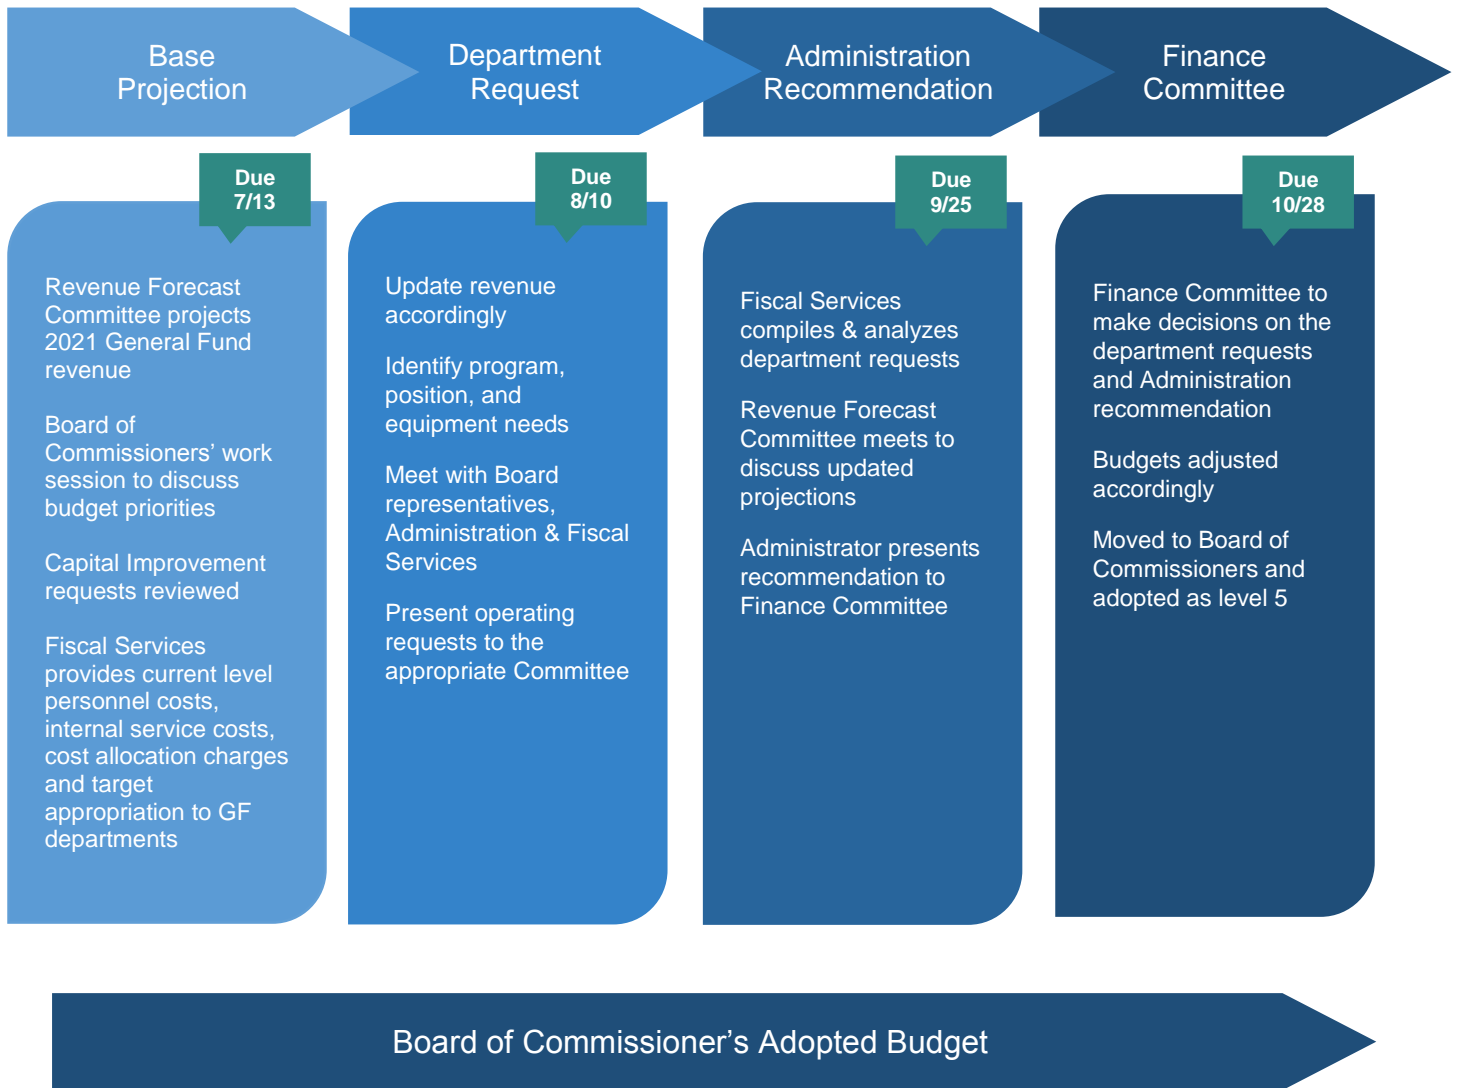 Base
Projection
Department
Request
Administration
Recommendation
Finance
Committee
Due
7/13
Revenue Forecast
Committee projects
2021 General Fund
revenue
Board of
Commissioners’ work
session to discuss
budget priorities
Capital Improvement
requests reviewed
Fiscal Services
provides current level
personnel costs,
internal service costs,
cost allocation charges
and target
appropriation to GF
departments
Due
8/10
Update revenue
accordingly
Identify program,
position, and
equipment needs
Meet with Board
representatives,
Administration & Fiscal
Services
Present operating
requests to the
appropriate Committee
Due
9/25
Fiscal Services
compiles & analyzes
department requests
Revenue Forecast
Committee meets to
discuss updated
projections
Administrator presents
recommendation to
Finance Committee
Due
10/28
Finance Committee to
make decisions on the
department requests
and Administration
recommendation
Budgets adjusted
accordingly
Moved to Board of
Commissioners and
adopted as level 5
Board of Commissioner’s Adopted Budget